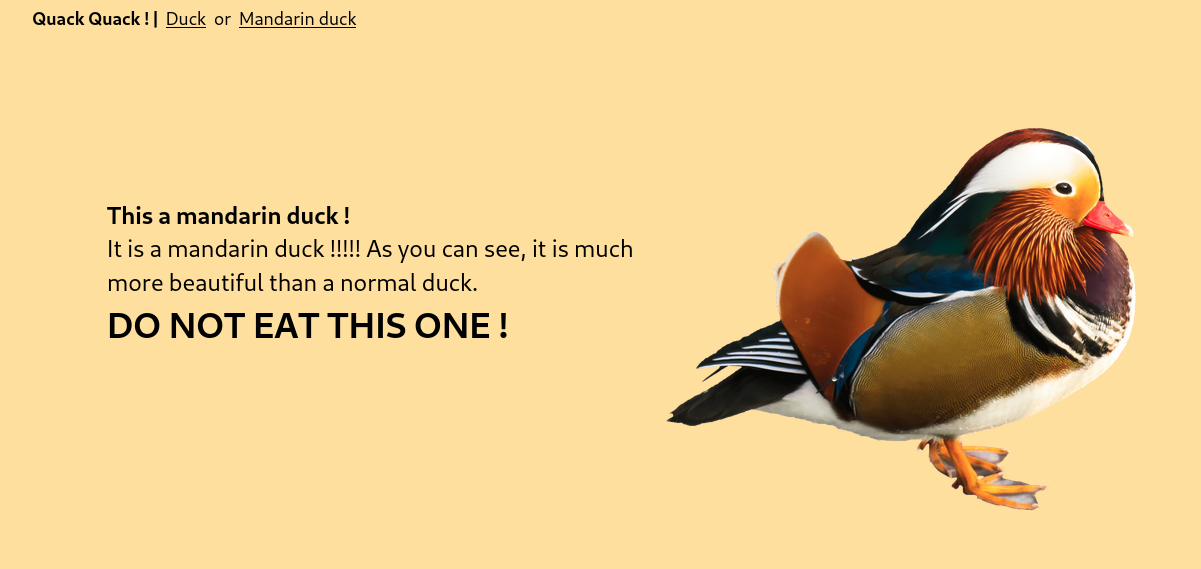 Quack Quack ! | Duck or Mandarin duck
This a mandarin duck !
It is a mandarin duck !!!!! As you can see, it is much
more beautiful than a normal duck.
DO NOT EAT THIS ONE !